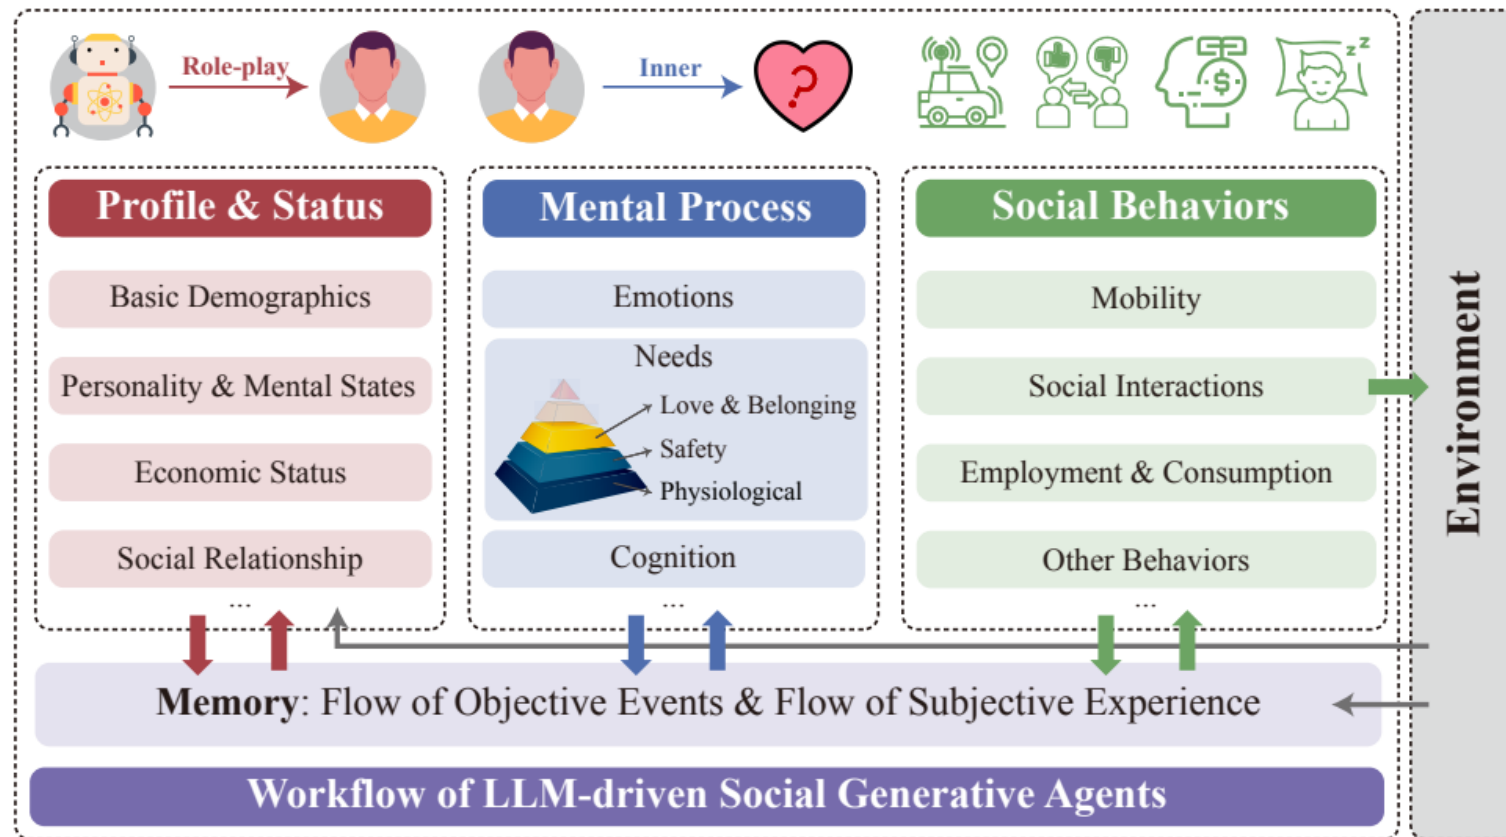 Role-play
Inner
z z
$
Profile & Status
Basic Demographics
Personality & Mental States
Economic Status
Social Relationship
...
Mental Process
Emotions
Needs
Love & Belonging
Safety
Physiological
Cognition
...
Social Behaviors
Mobility
Social Interactions
Employment & Consumption
Other Behaviors
...
Environment
Memory: Flow of Objective Events & Flow of Subjective Experience
Workflow of LLM-driven Social Generative Agents